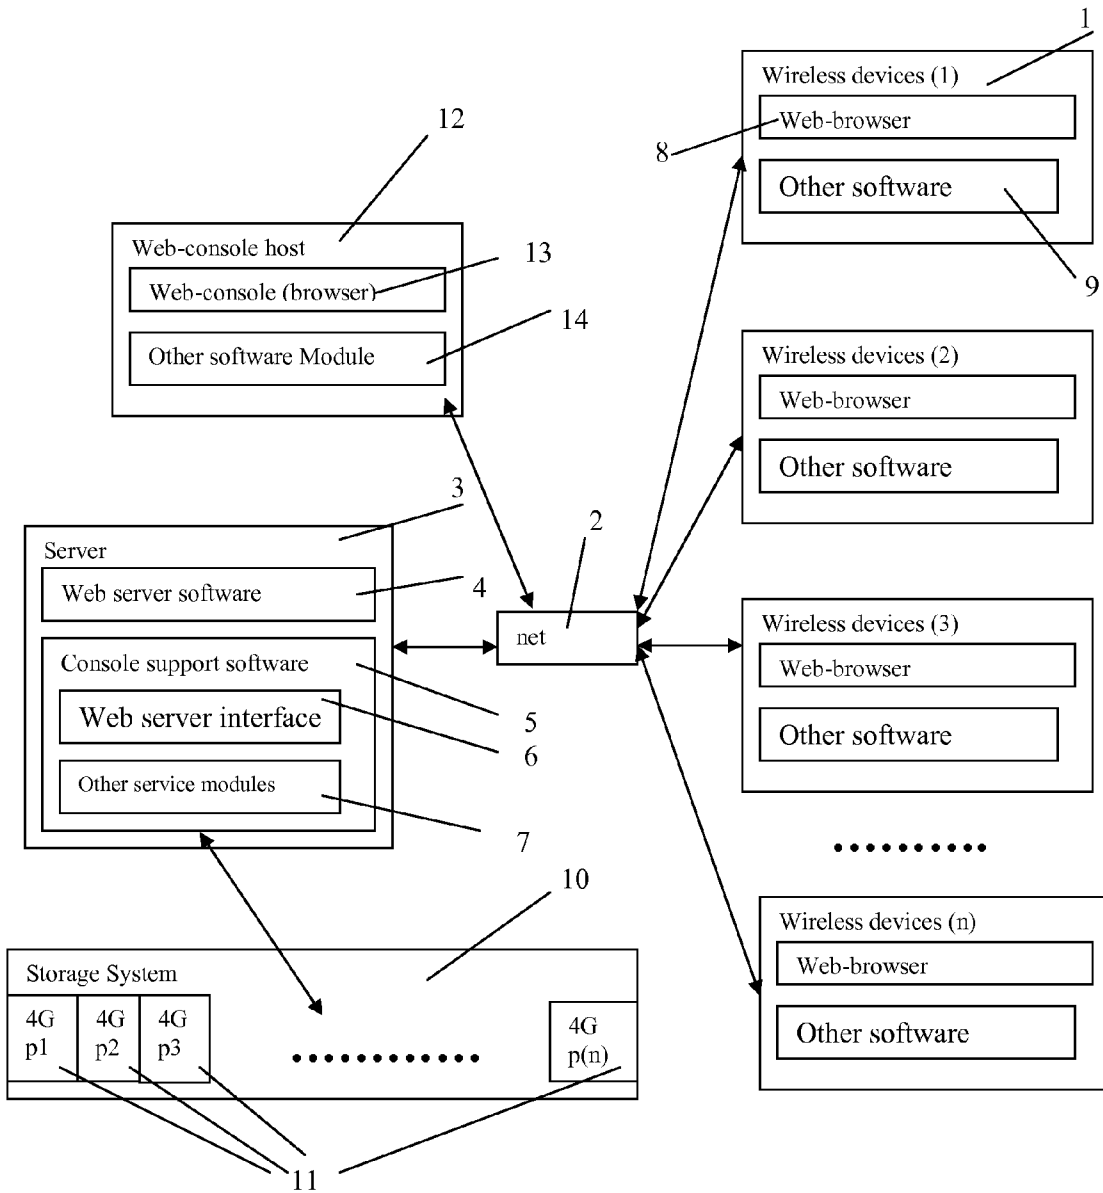 1
Wireless devices (1)
Web-browser
8
Other software
9
12
Web-console host
13
Web-console (browser)
14
Other software Module
Wireless devices (2)
Web-browser
Other software
3
Server
2
4
Web server software
net
Console support software
5
Web server interface
6
Other service modules
7
Wireless devices (3)
Web-browser
Other software
10
Wireless devices (n)
Web-browser
Other software
Storage System
4G
p1
4G
p2
4G
p3
4G
p(n)
11